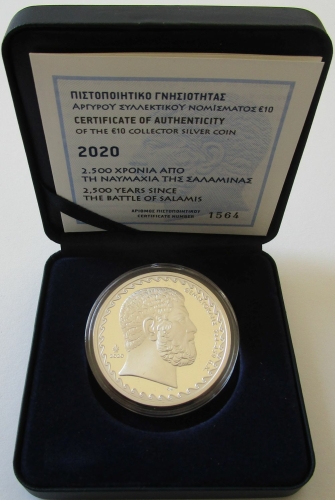 ΠΙΣΤΟΠΟΙΗΤΙΚΟ ΓΝΗΣΙΟΤΗΤΑΣ
ΑΡΓΥΡΟΥ ΣΥΛΛΕΚΤΙΚΟΥ ΝΟΜΙΣΜΑΤΟΣ €10
CERTIFICATE OF AUTHENTICITY
OF THE €10 COLLECTOR SILVER COIN
2020
2.500 ΧΡΟΝΙΑ ΑΠΟ
ΤΗ ΝΑΥΜΑΧΙΑ ΤΗΣ ΣΑΛΑΜΙΝΑΣ
2,500 YEARS SINCE
THE BATTLE OF SALAMIS
ΑΡΙΘΜΟΣ ΠΙΣΤΟΠΟΙΗΤΙΚΟΥ
CERTIFICATE NUMBER 1564